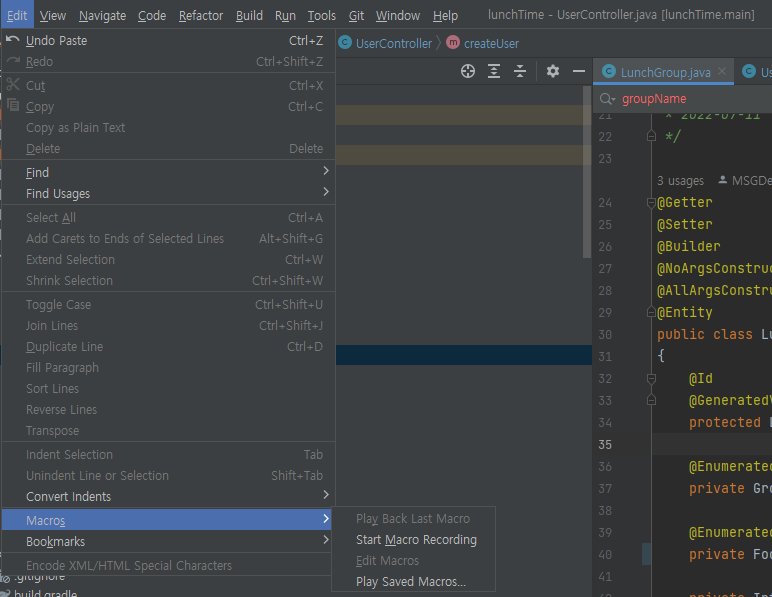 Edit View Navigate Code Refactor Build Run Tools Git Window Help lunchTime - UserController.java [lunchTime.main]
UserController createUser
Undo Paste Ctrl+Z
Redo Ctrl+Shift+Z
Cut Ctrl+X
Copy Ctrl+C
Copy as Plain Text
Delete Delete
Find
Find Usages
Select All Ctrl+A
Add Carets to Ends of Selected Lines Alt+Shift+G
Extend Selection Ctrl+W
Shrink Selection Ctrl+Shift+W
Toggle Case Ctrl+Shift+U
Join Lines Ctrl+Shift+J
Duplicate Line Ctrl+D
Fill Paragraph
Sort Lines
Reverse Lines
Transpose
Indent Selection Tab
Unindent Line or Selection Shift+Tab
Convert Indents
Macros
Bookmarks
Encode XML/HTML Special Characters
.gitignore
build.gradle
Play Back Last Macro
Start Macro Recording
Edit Macros
Play Saved Macros...
LunchGroup.java Us
groupName
21 * 2022-07-11
22 */
23
3 usages MSGDe
24 @Getter
25 @Setter
26 @Builder
27 @NoArgsConstruc
28 @AllArgsConstru
29 @Entity
30 public class Lu
31 {
32 @Id
33 @GeneratedV
34 protected
35
36 @Enumerated
37 private Gro
38
39 @Enumerated
40 private Foo
41
private